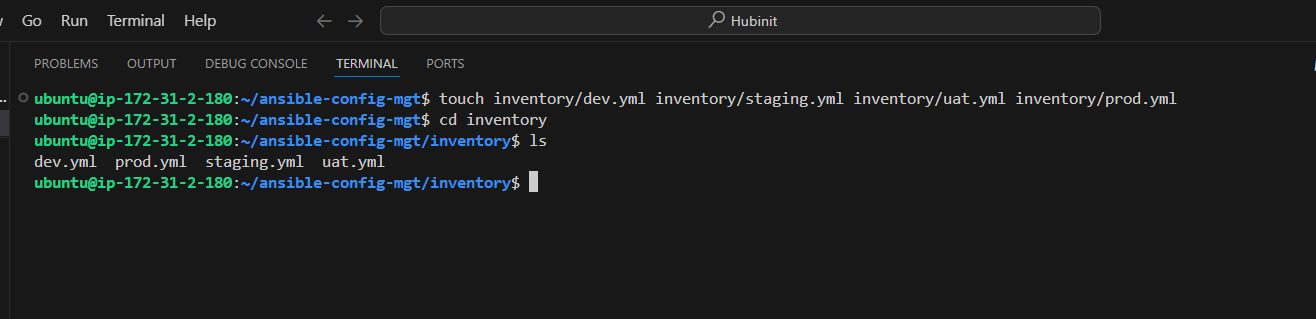 Go Run Terminal Help Hubinit
PROBLEMS OUTPUT DEBUG CONSOLE TERMINAL PORTS
ubuntu@ip-172-31-2-180:~/ansible-config-mgt$ touch inventory/dev.yml inventory/staging.yml inventory/uat.yml inventory/prod.yml
ubuntu@ip-172-31-2-180:~/ansible-config-mgt$ cd inventory
ubuntu@ip-172-31-2-180:~/ansible-config-mgt/inventory$ ls
dev.yml  prod.yml  staging.yml  uat.yml
ubuntu@ip-172-31-2-180:~/ansible-config-mgt/inventory$